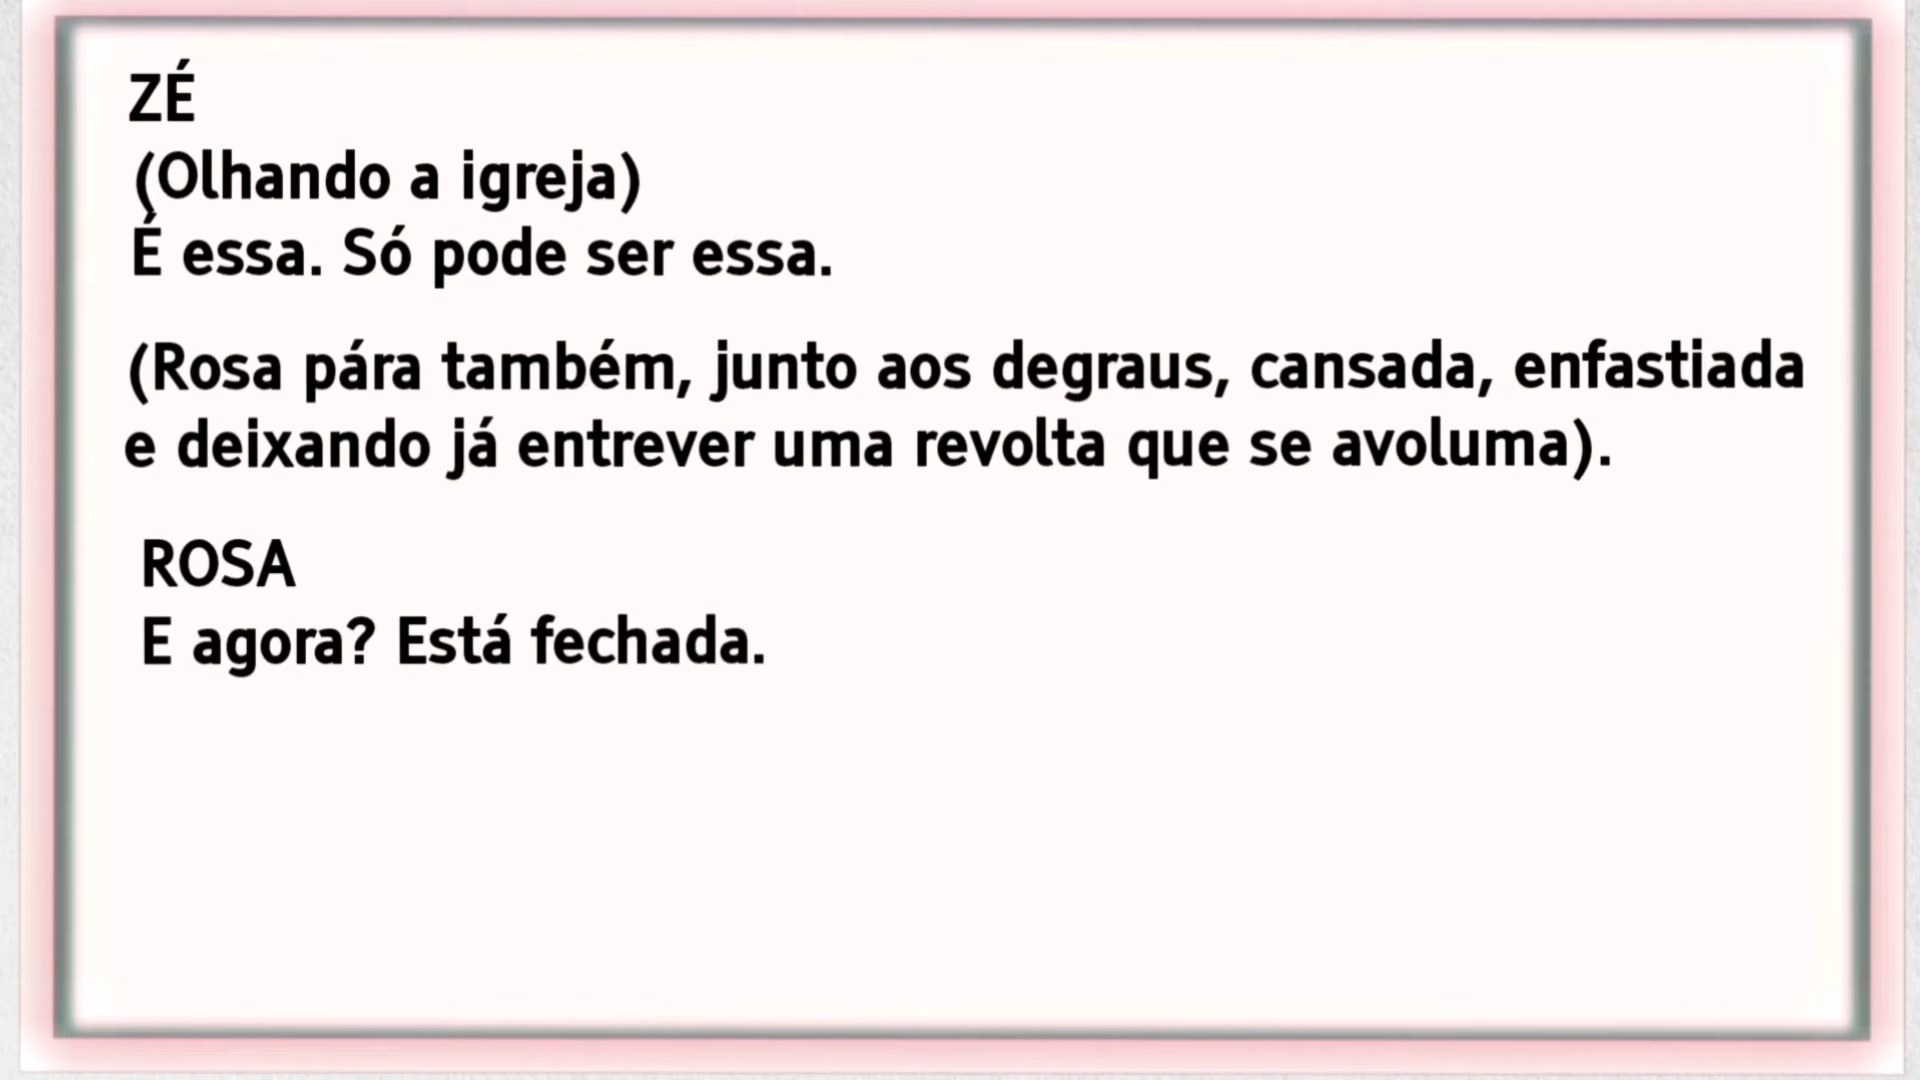 ZÉ
(Olhando a igreja)
É essa. Só pode ser essa.
(Rosa pára também, junto aos degraus, cansada, enfastiada
e deixando já entrever uma revolta que se avoluma).
ROSA
E agora? Está fechada.